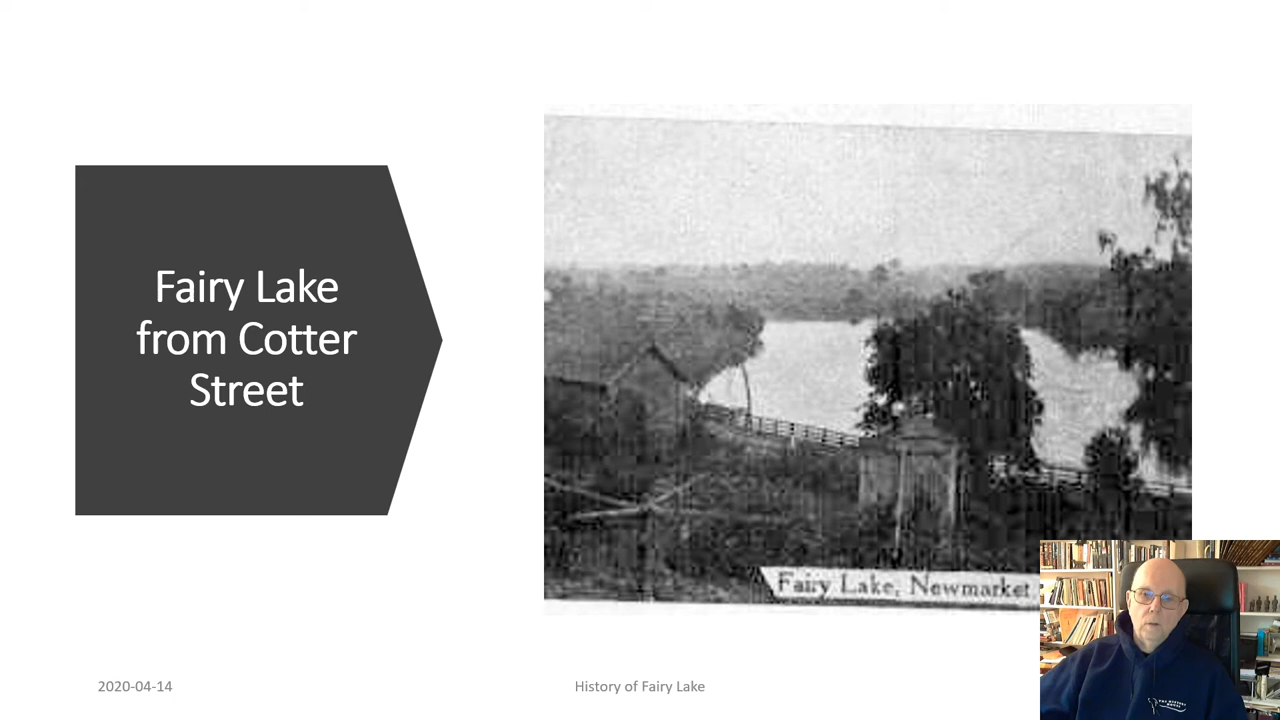 Fairy Lake
from Cotter
Street
Fairy Lake, Newmarket
2020-04-14
History of Fairy Lake